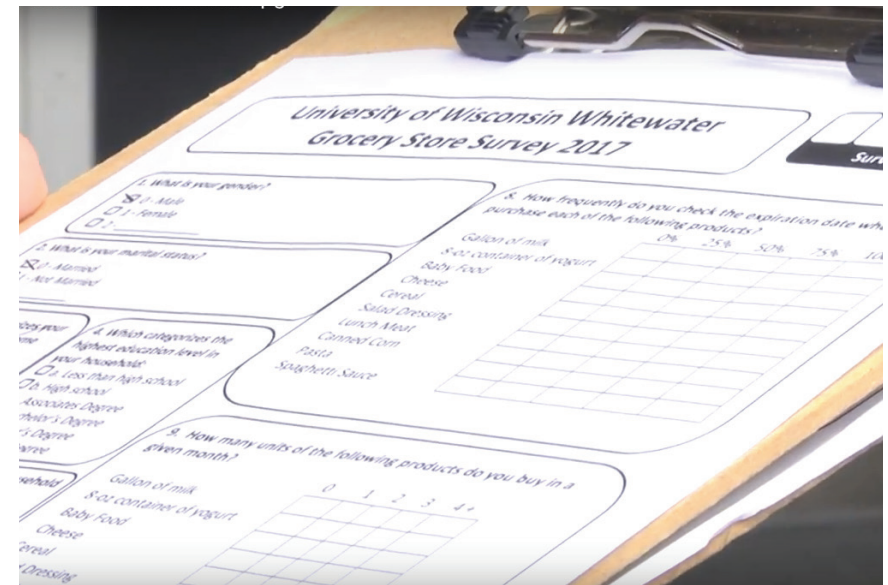 University of Wisconsin Whitewater
Grocery Store Survey 2017
1. What is your gender?
0 - Male
1 - Female
2
2. What is your marital status?
0 - Married
1 - Not Married
4. Which categorizes the
highest education level in
your household:
a. Less than high school
b. High school
Associates Degree
Degree
Degree
8. How frequently do you check the expiration date
purchase each of the following products?
0% 25% 50% 75%
Gallon of milk
8-oz container of yogurt
Baby Food
Cheese
Cereal
Salad Dressing
Lunch Meat
Canned Corn
Pasta
Spaghetti Sauce
9. How many units of the following products do you buy in a
given month?
0 1 2 3 4+
Gallon of milk
8-oz container of yogurt
Baby Food
Cheese
Cereal
Dressing